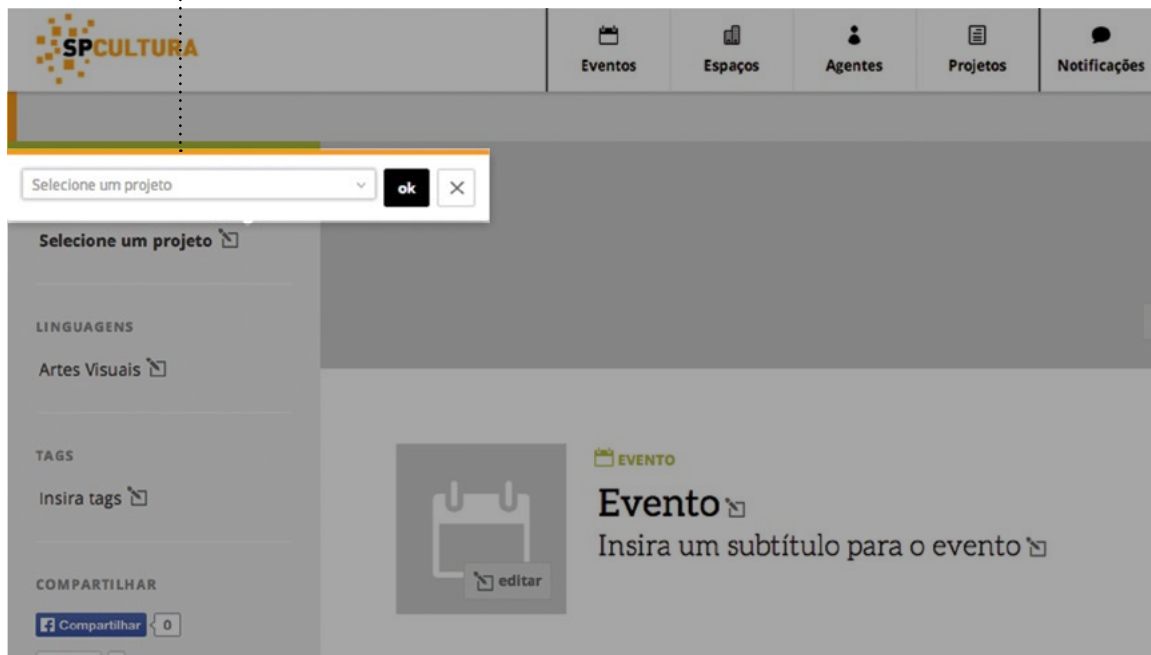 SPCULTURA
Eventos
Espaços
Agentes
Projetos
Notificações
Selecione um projeto
ok
Selecione um projeto
LINGUAGENS
Artes Visuais
TAGS
Insira tags
COMPARTILHAR
Compartilhar
0
EVENTO
Evento
Insira um subtítulo para o evento
editar